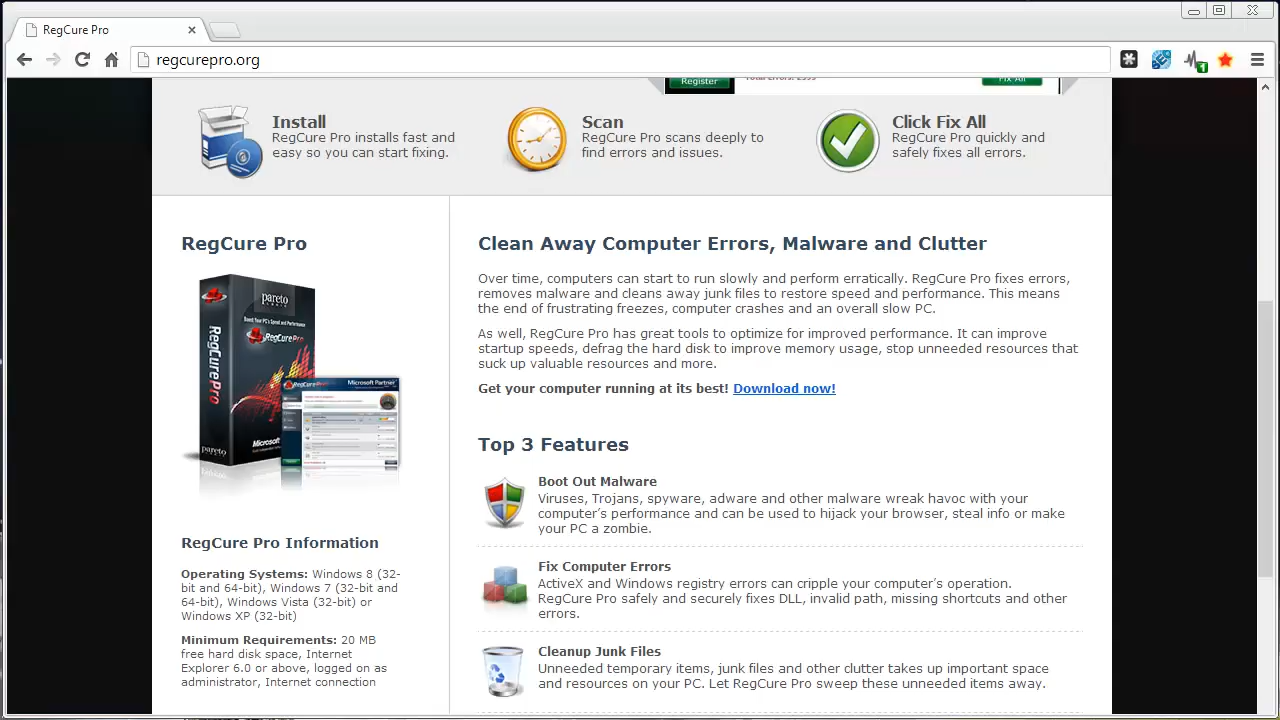 RegCure Pro
regcurepro.org
Register
Fix All
Install
RegCure Pro installs fast and
easy so you can start fixing.
Scan
RegCure Pro scans deeply to
find errors and issues.
Click Fix All
RegCure Pro quickly and
safely fixes all errors.
RegCure Pro
pareto
RegCurePro
RegCurePro
Microsoft Partner
pareto
RegCure Pro Information
Operating Systems: Windows 8 (32-
bit and 64-bit), Windows 7 (32-bit and
64-bit), Windows Vista (32-bit) or
Windows XP (32-bit)
Minimum Requirements: 20 MB
free hard disk space, Internet
Explorer 6.0 or above, logged on as
administrator, Internet connection
Clean Away Computer Errors, Malware and Clutter
Over time, computers can start to run slowly and perform erratically. RegCure Pro fixes errors,
removes malware and cleans away junk files to restore speed and performance. This means
the end of frustrating freezes, computer crashes and an overall slow PC.
As well, RegCure Pro has great tools to optimize for improved performance. It can improve
startup speeds, defrag the hard disk to improve memory usage, stop unneeded resources that
suck up valuable resources and more.
Get your computer running at its best! Download now!
Top 3 Features
Boot Out Malware
Viruses, Trojans, spyware, adware and other malware wreak havoc with your
computer's performance and can be used to hijack your browser, steal info or make
your PC a zombie.
Fix Computer Errors
ActiveX and Windows registry errors can cripple your computer's operation.
RegCure Pro safely and securely fixes DLL, invalid path, missing shortcuts and other
errors.
Cleanup Junk Files
Unneeded temporary items, junk files and other clutter takes up important space
and resources on your PC. Let RegCure Pro sweep these unneeded items away.